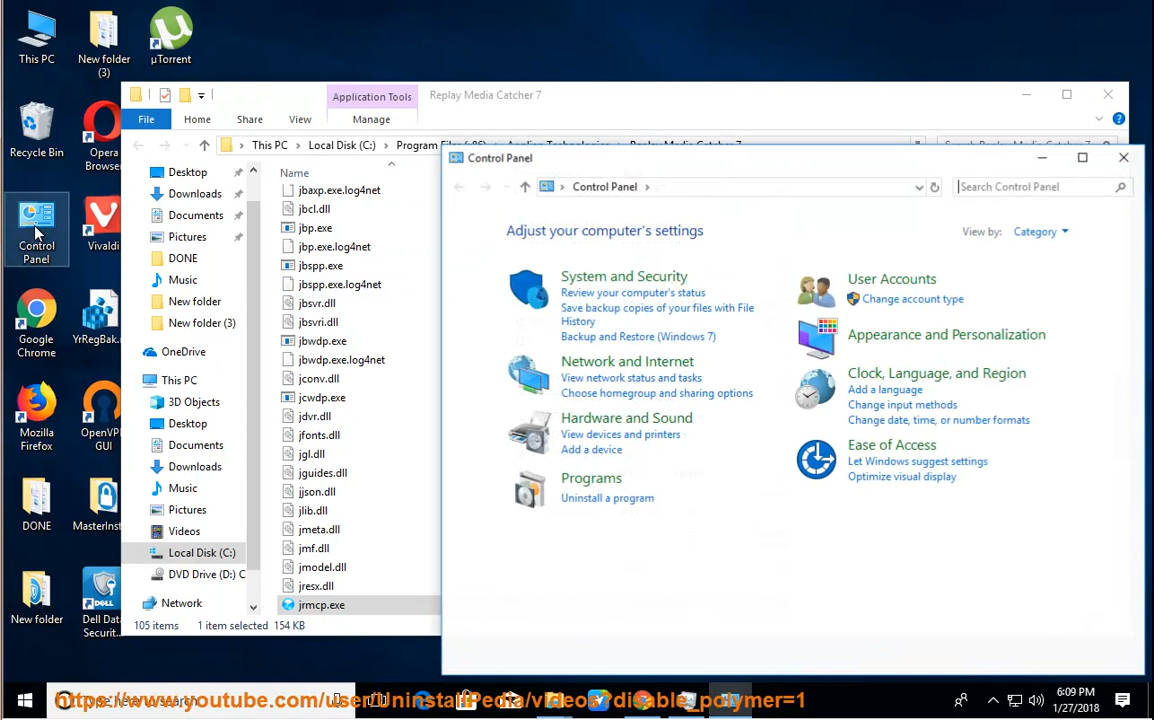 This PC
New folder
(3)
µTorrent
Recycle Bin
Opera
Browser
Control
Panel
Vivaldi
Google
Chrome
YrRegBak.
Mozilla
Firefox
OpenVP
GUI
DONE
MasterInst
New folder
Dell Data
Securit...
Application Tools
Replay Media Catcher 7
File
Home
Share
View
Manage
This PC
Local Disk (C:)
Desktop
Downloads
Documents
Pictures
DONE
Music
New folder
New folder (3)
OneDrive
This PC
3D Objects
Desktop
Documents
Downloads
Music
Pictures
Videos
Local Disk (C:)
DVD Drive (D:) C
Network
Name
jbaxp.exe.log4net
jbcl.dll
jbp.exe
jbp.exe.log4net
jbspp.exe
jbspp.exe.log4net
jbsvr.dll
jbsvri.dll
jbwdp.exe
jbwdp.exe.log4net
jconv.dll
jcwdp.exe
jdvr.dll
jfonts.dll
jgl.dll
jguides.dll
jjson.dll
jlib.dll
jmeta.dll
jmf.dll
jmodel.dll
jresx.dll
jrmcp.exe
105 items
1 item selected
154 KB
Control Panel
Control Panel
Search Control Panel
Adjust your computer's settings
View by:
Category
System and Security
Review your computer's status
Save backup copies of your files with File
History
Backup and Restore (Windows 7)
Network and Internet
View network status and tasks
Choose homegroup and sharing options
Hardware and Sound
View devices and printers
Add a device
Programs
Uninstall a program
User Accounts
Change account type
Appearance and Personalization
Clock, Language, and Region
Add a language
Change input methods
Change date, time, or number formats
Ease of Access
Let Windows suggest settings
Optimize visual display
https://www.youtube.com/user/UninstallPedia/videos?disable_polymer=1
6:09 PM
1/27/2018